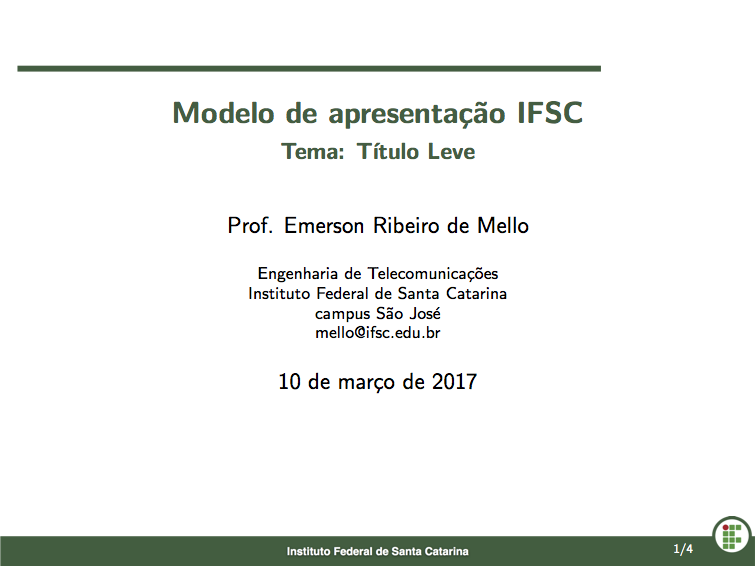 Modelo de apresentação IFSC
Tema: Título Leve
Prof. Emerson Ribeiro de Mello
Engenharia de Telecomunicações
Instituto Federal de Santa Catarina
campus São José
mello@ifsc.edu.br
10 de março de 2017
Instituto Federal de Santa Catarina
1/4